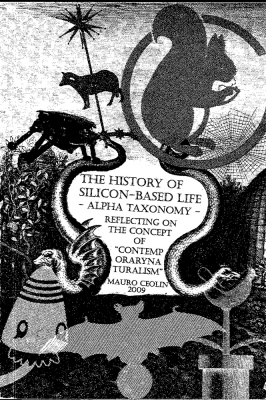 THE HISTORY OF
SILICON-BASED LIFE
- ALPHA TAXONOMY -
REFLECTING ON
THE CONCEPT
OF
"CONTEMP
ORARYNA
TURALISM"
MAURO CEOLIN
2009